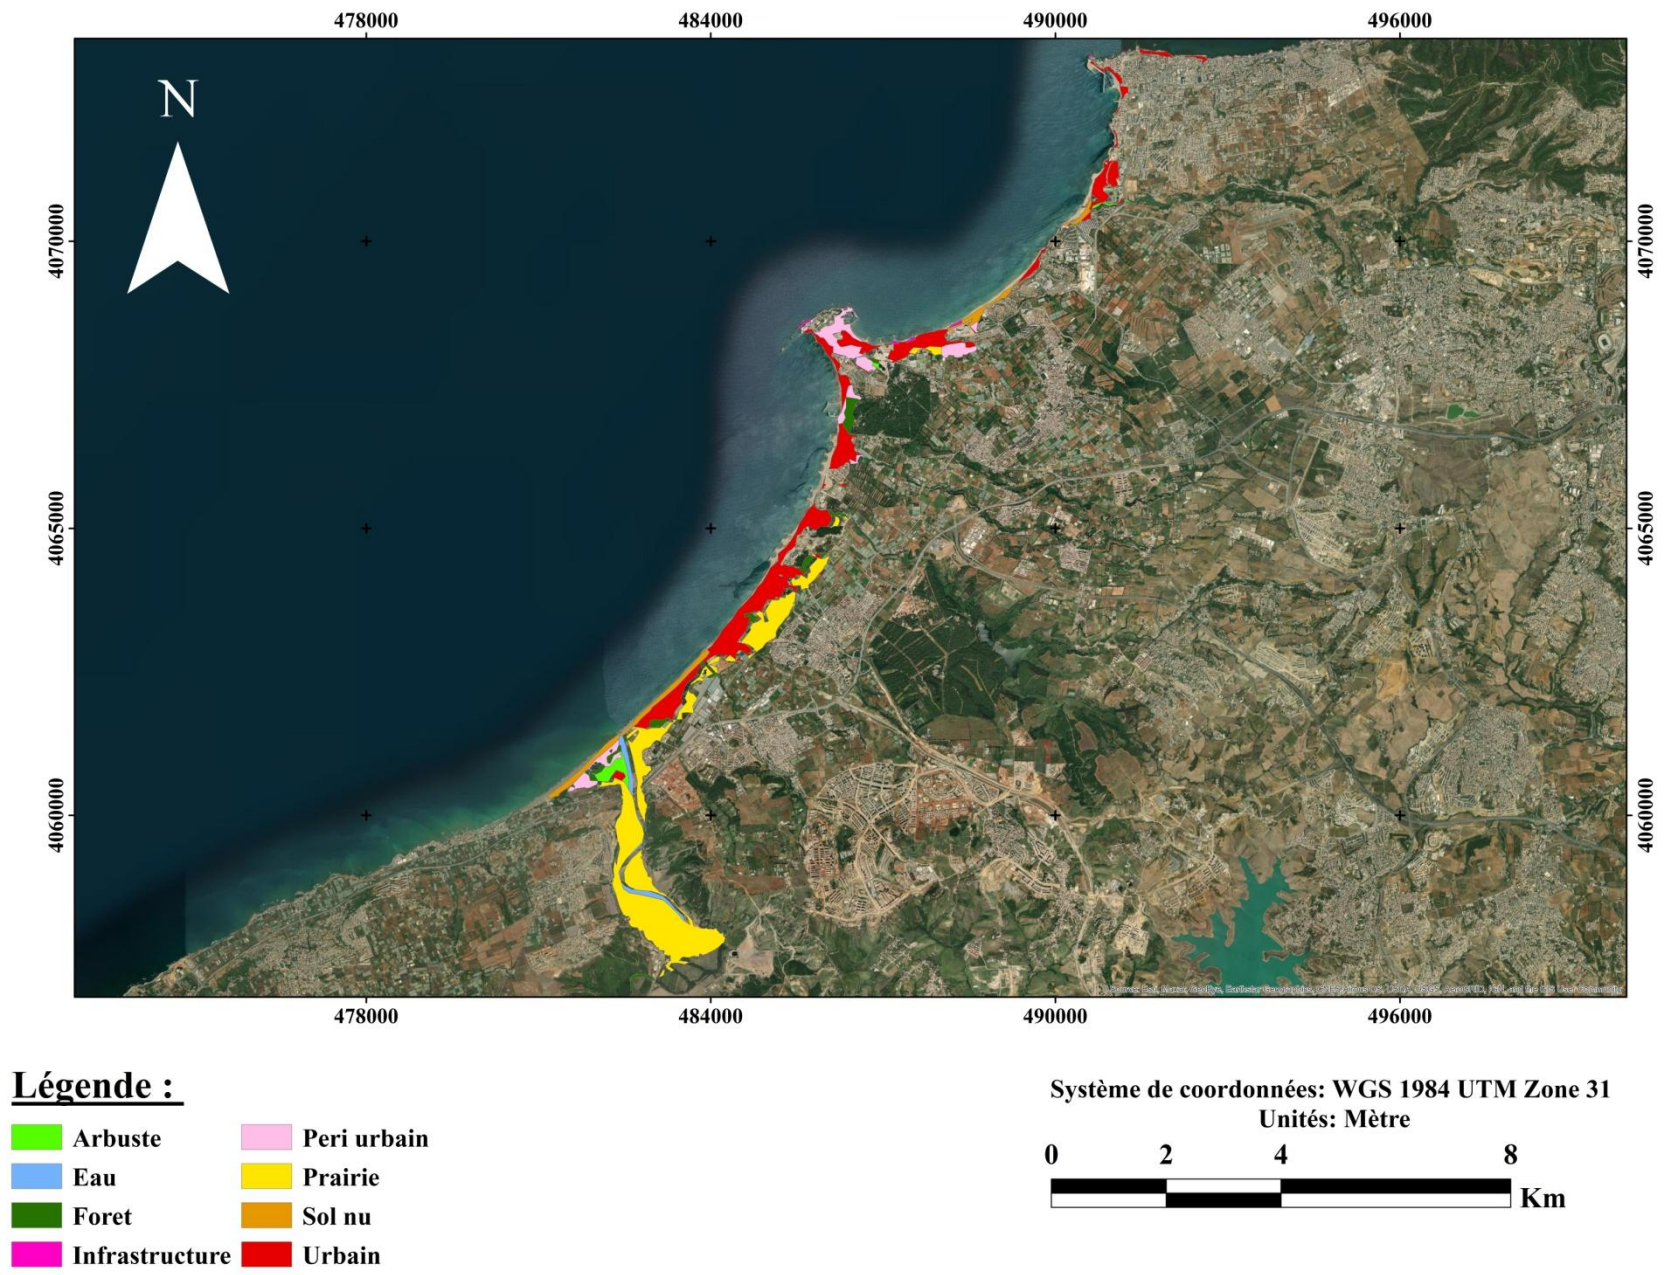 478000 484000 490000 496000
N
4070000 4070000
4065000 4065000
4060000 4060000
478000 484000 490000 496000
Légende :
Arbuste
Eau
Foret
Infrastructure
Peri urbain
Prairie
Sol nu
Urbain
Système de coordonnées: WGS 1984 UTM Zone 31
Unités: Mètre
0 2 4 8
Km